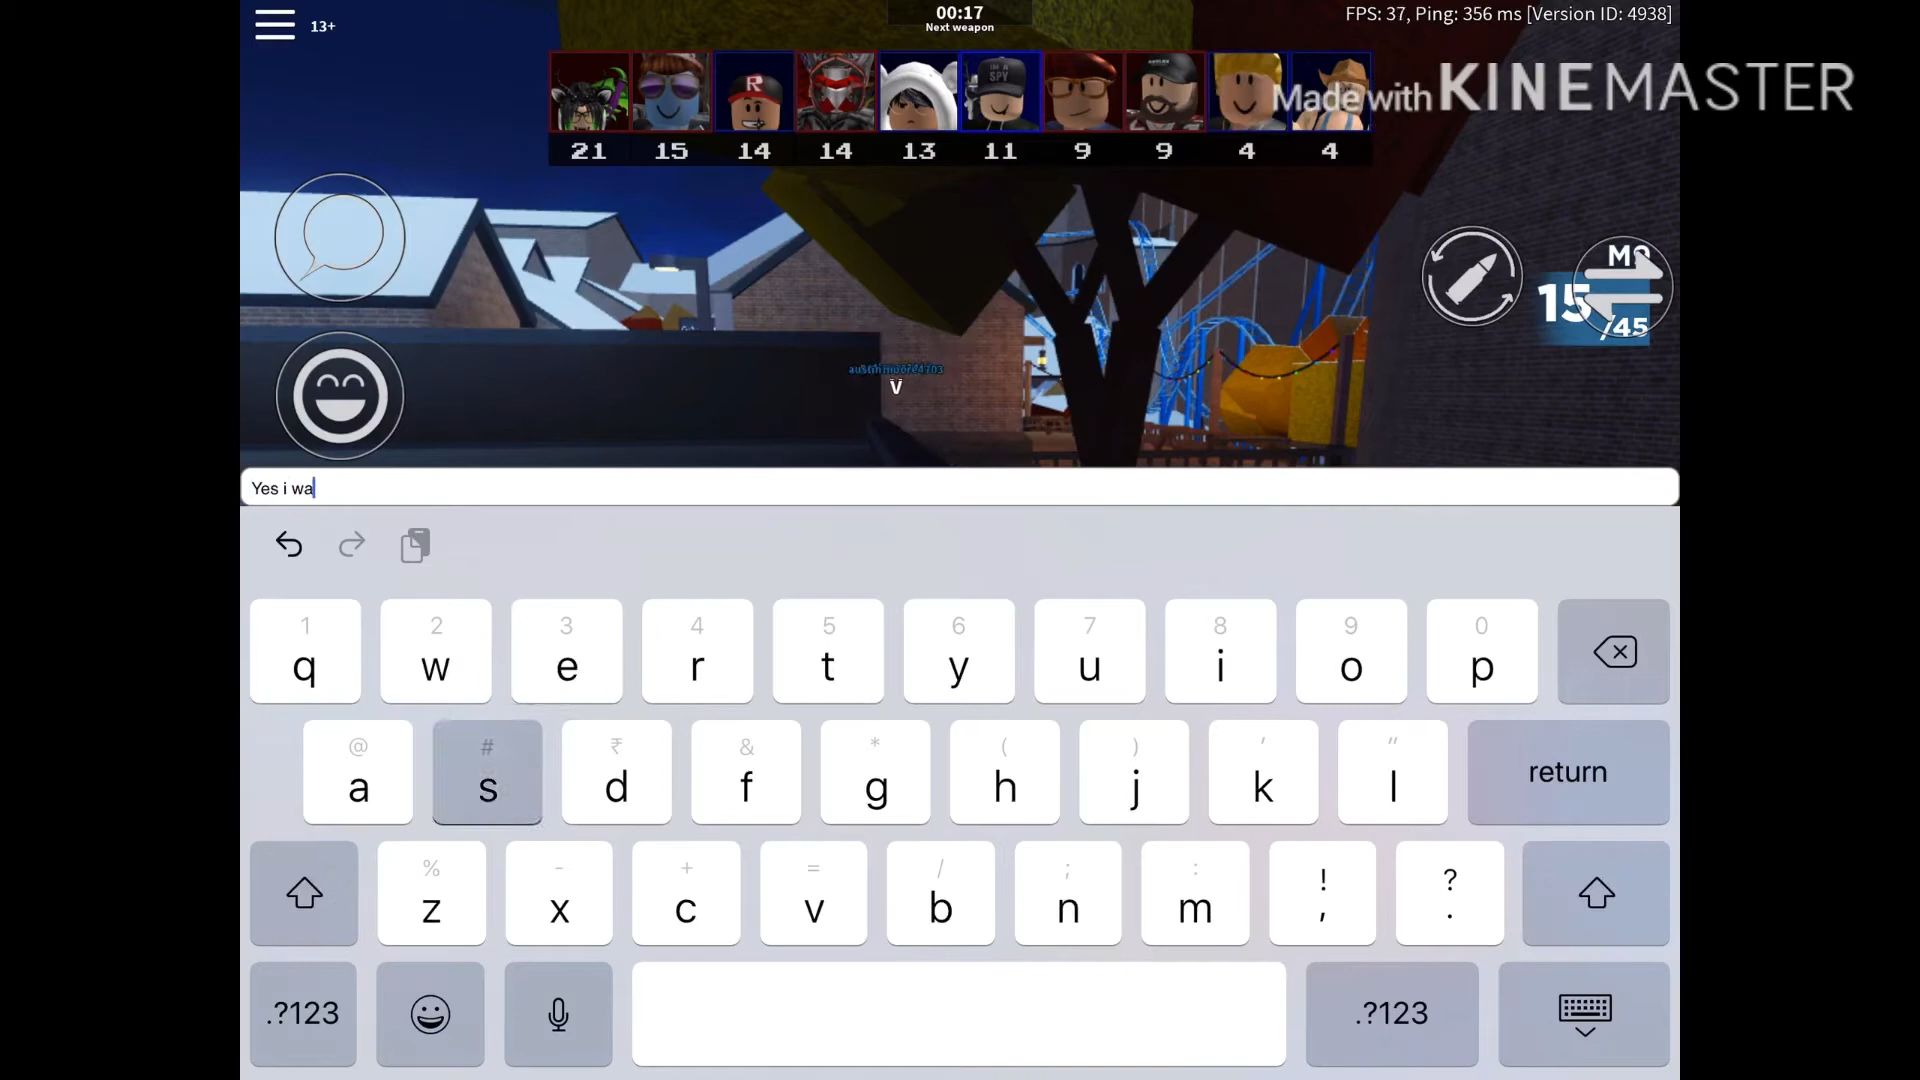 00:17
Next weapon
13+
FPS: 37, Ping: 356 ms [Version ID: 4938]
Made with KINEMASTER
R
I'M A SPY
21 15 14 14 13 11 9 9 4 4
15
/45
V
Yes i wa
1 2 3 4 5 6 7 8 9 0
q w e r t y u i o p
@ # ₹ & * ( ) ' "
a s d f g h j k l return
% - + = / ; : ! ?
z x c v b n m , .
.?123 .?123